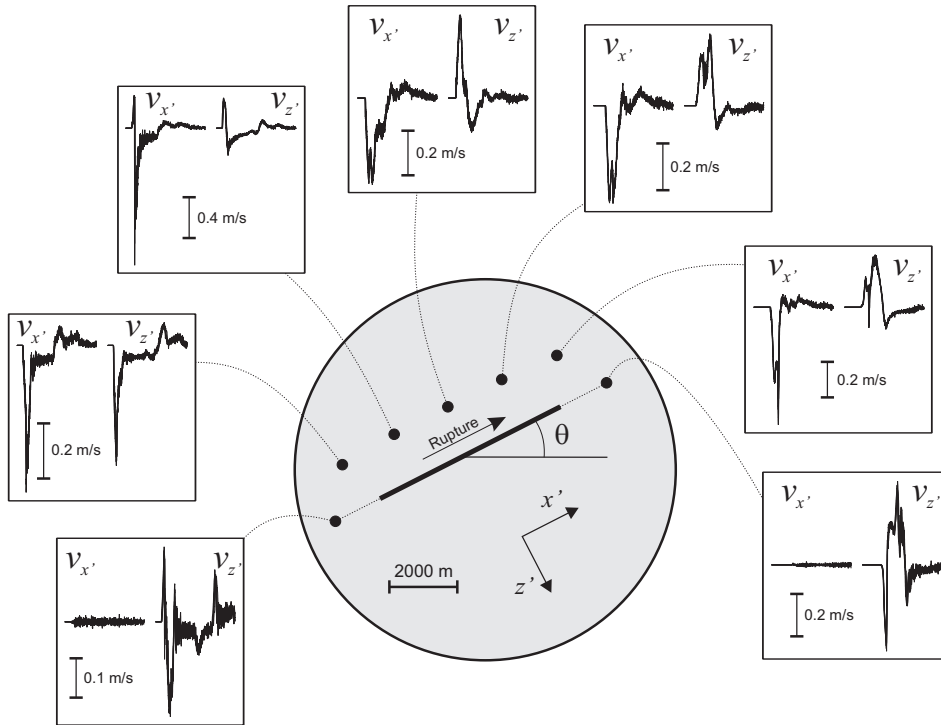 v_x' v_z'
0.2 m/s
v_x' v_z'
0.2 m/s
v_x' v_z'
0.4 m/s
v_x' v_z'
0.2 m/s
v_x' v_z'
0.2 m/s
Rupture
θ
x'
z'
2000 m
v_x' v_z'
0.1 m/s
v_x' v_z'
0.2 m/s